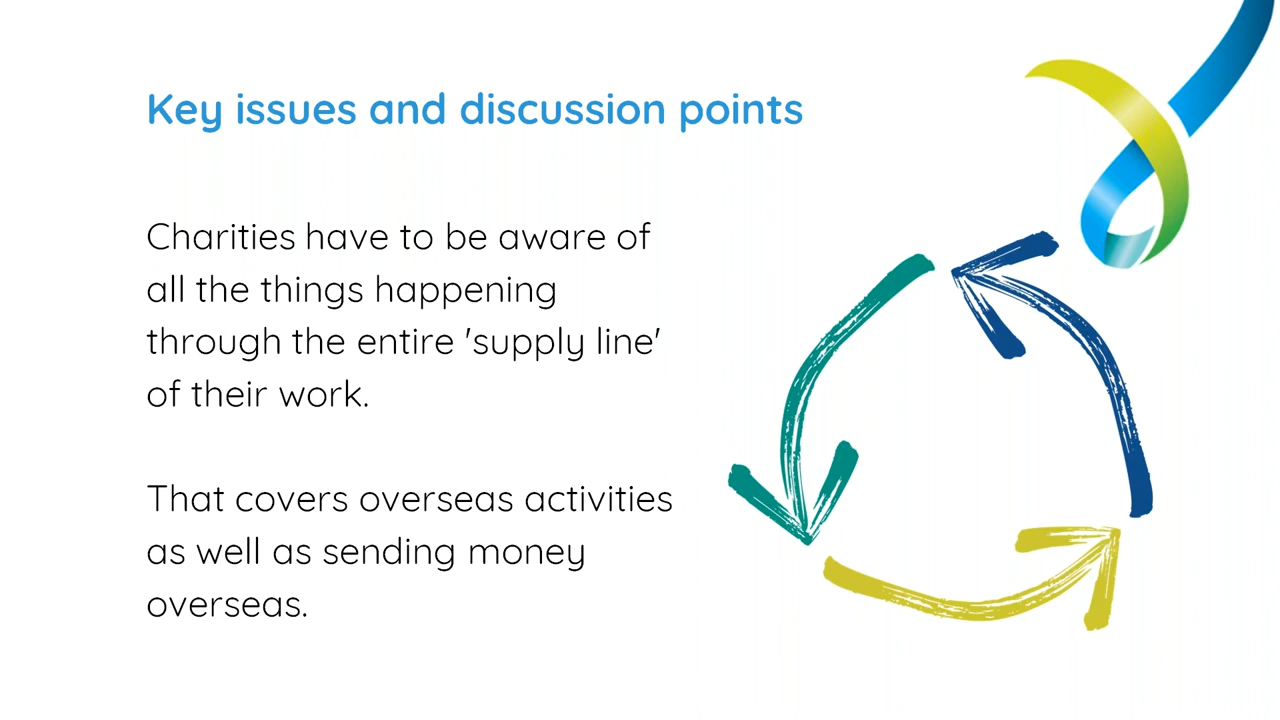 Key issues and discussion points
Charities have to be aware of
all the things happening
through the entire 'supply line'
of their work.
That covers overseas activities
as well as sending money
overseas.